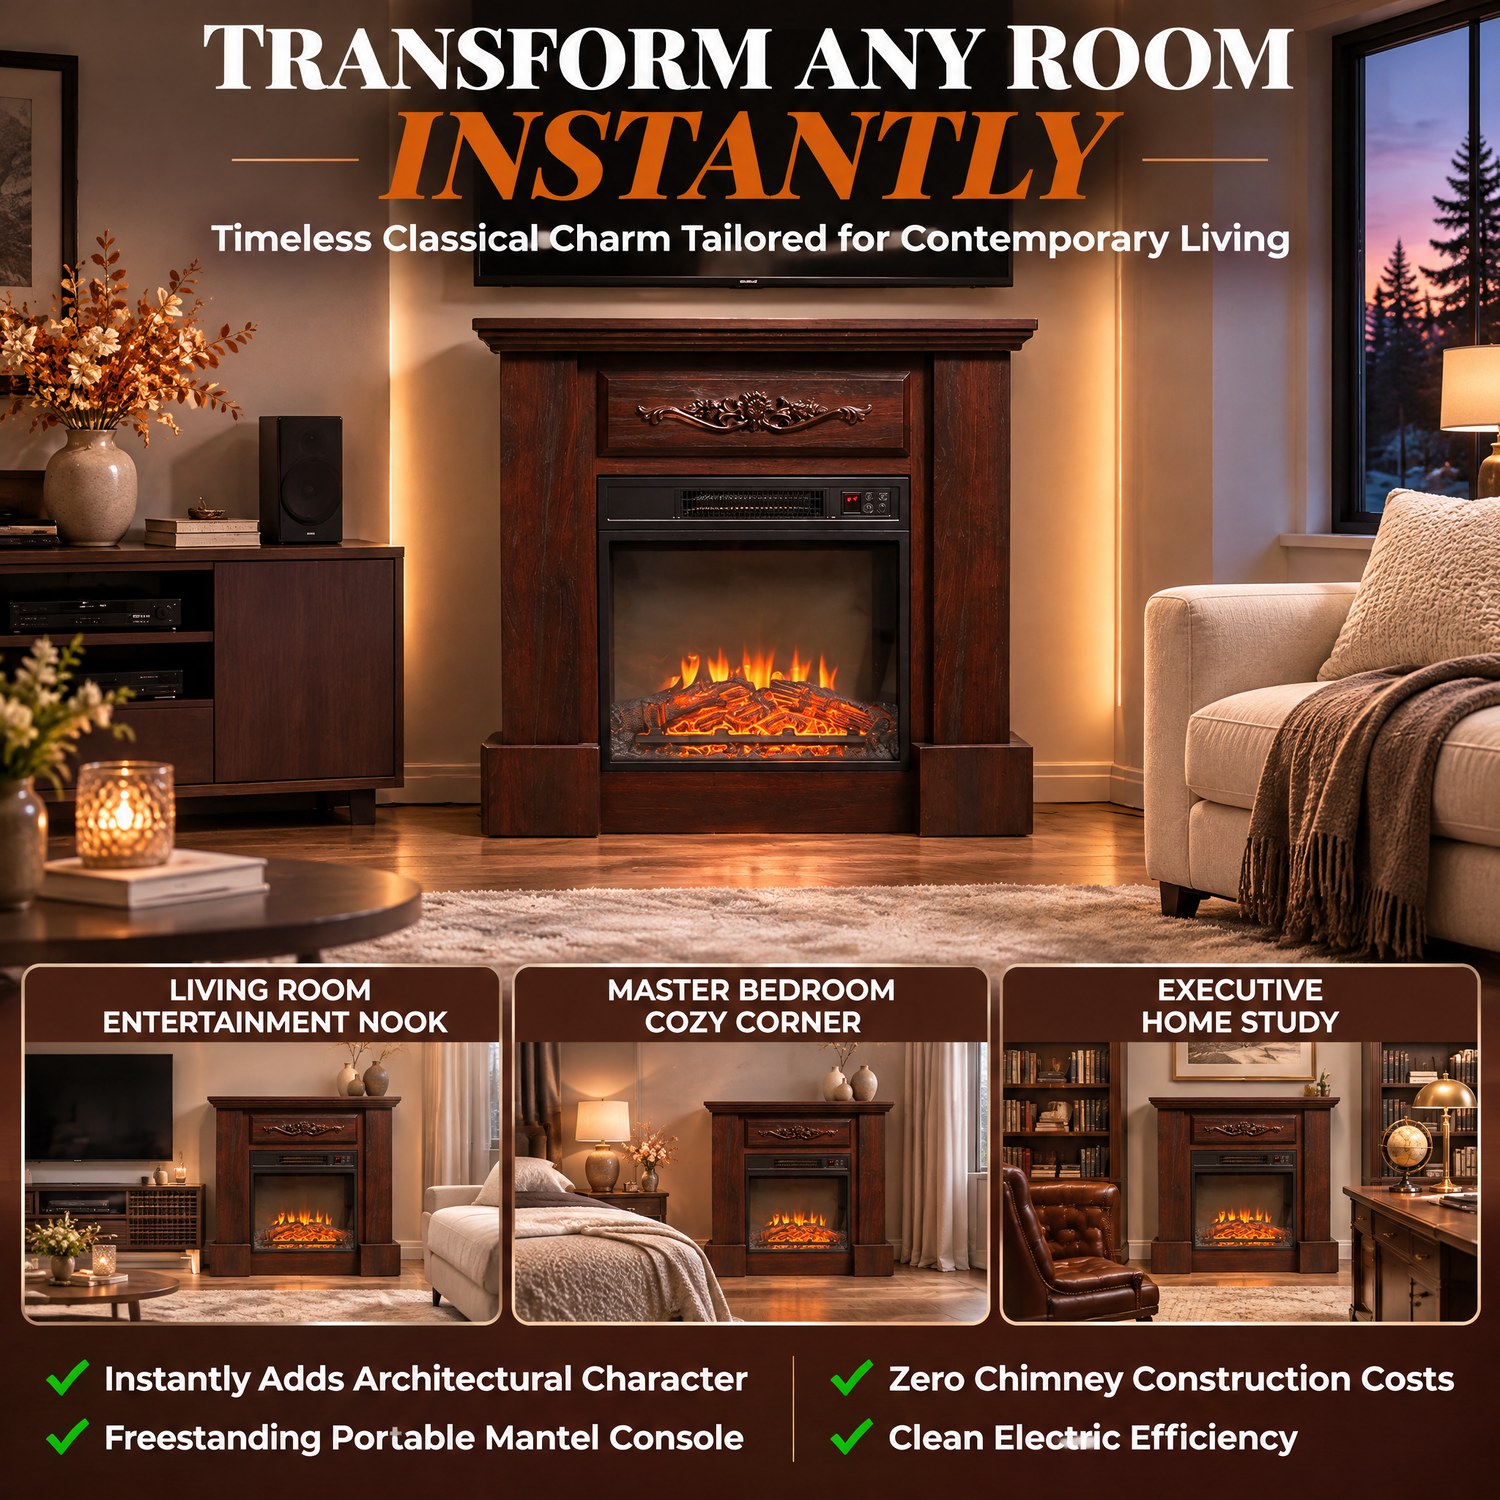 TRANSFORM ANY ROOM
INSTANTLY
Timeless Classical Charm Tailored for Contemporary Living
LIVING ROOM
ENTERTAINMENT NOOK
MASTER BEDROOM
COZY CORNER
EXECUTIVE
HOME STUDY
Instantly Adds Architectural Character
Freestanding Portable Mantel Console
Zero Chimney Construction Costs
Clean Electric Efficiency